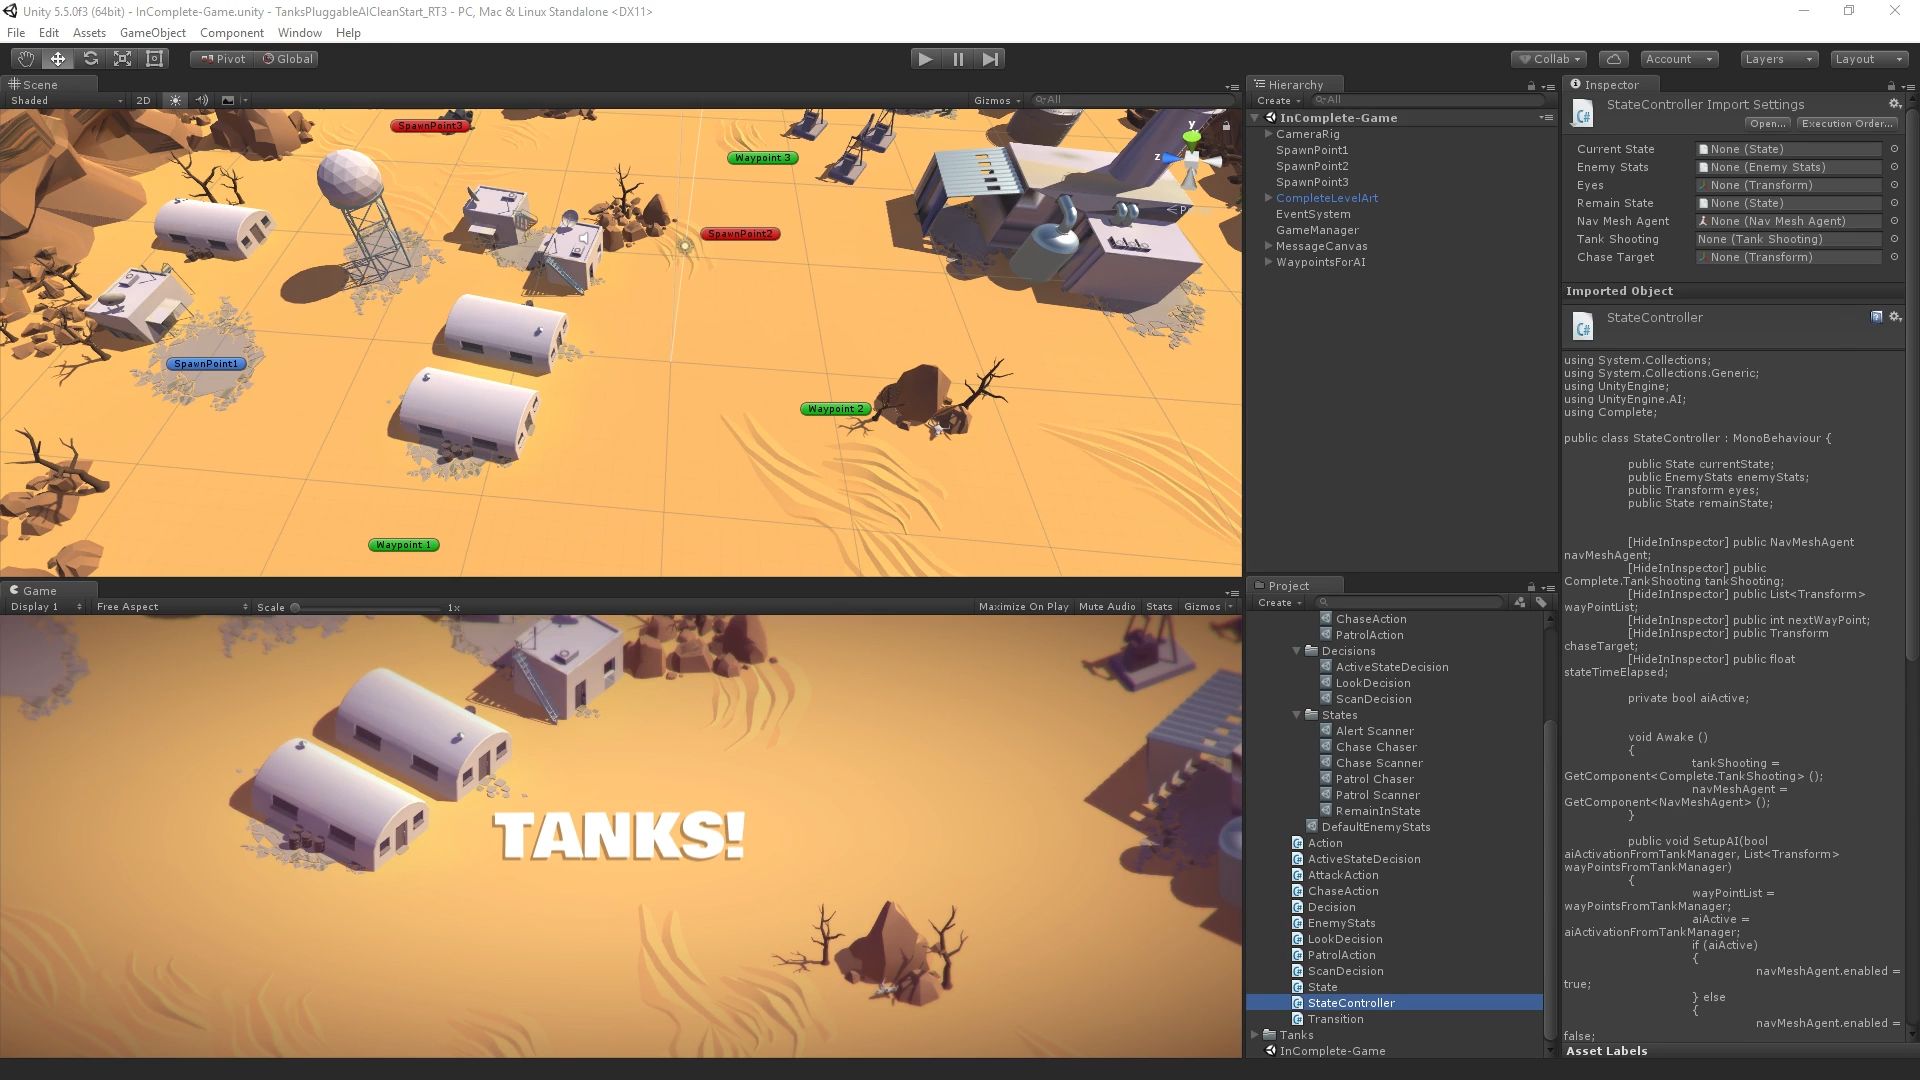 Unity 5.5.0f3 (64bit) - InComplete-Game.unity - TanksPluggableAICleanStart_RT3 - PC, Mac & Linux Standalone <DX11>
File Edit Assets GameObject Component Window Help
Pivot Global Collab Account Layers Layout
Scene
Shaded 2D Gizmos All
SpawnPoint3
Waypoint 3
SpawnPoint2
SpawnPoint1
Waypoint 2
Waypoint 1
y
z
Game
Display 1 Free Aspect Scale 1x Maximize On Play Mute Audio Stats Gizmos
TANKS!
Hierarchy
Create All
InComplete-Game
CameraRig
SpawnPoint1
SpawnPoint2
SpawnPoint3
CompleteLevelArt
EventSystem
GameManager
MessageCanvas
WaypointsForAI
Project
Create
ChaseAction
PatrolAction
Decisions
ActiveStateDecision
LookDecision
ScanDecision
States
Alert Scanner
Chase Chaser
Chase Scanner
Patrol Chaser
Patrol Scanner
RemainInState
DefaultEnemyStats
Action
ActiveStateDecision
AttackAction
ChaseAction
Decision
EnemyStats
LookDecision
PatrolAction
ScanDecision
State
StateController
Transition
Tanks
InComplete-Game
Inspector
StateController Import Settings
Open... Execution Order...
Current State None (State)
Enemy Stats None (Enemy Stats)
Eyes None (Transform)
Remain State None (State)
Nav Mesh Agent None (Nav Mesh Agent)
Tank Shooting None (Tank Shooting)
Chase Target None (Transform)
Imported Object
StateController
using System.Collections;
using System.Collections.Generic;
using UnityEngine;
using UnityEngine.AI;
using Complete;
public class StateController : MonoBehaviour {
public State currentState;
public EnemyStats enemyStats;
public Transform eyes;
public State remainState;
[HideInInspector] public NavMeshAgent
navMeshAgent;
[HideInInspector] public
Complete.TankShooting tankShooting;
[HideInInspector] public List<Transform>
wayPointList;
[HideInInspector] public int nextWayPoint;
[HideInInspector] public Transform
chaseTarget;
[HideInInspector] public float
stateTimeElapsed;
private bool aiActive;
void Awake ()
{
tankShooting =
GetComponent<Complete.TankShooting> ();
navMeshAgent =
GetComponent<NavMeshAgent> ();
}
public void SetupAI(bool
aiActivationFromTankManager, List<Transform>
wayPointsFromTankManager)
{
wayPointList =
wayPointsFromTankManager;
aiActive =
aiActivationFromTankManager;
if (aiActive)
{
navMeshAgent.enabled =
true;
} else
{
navMeshAgent.enabled =
false;
Asset Labels